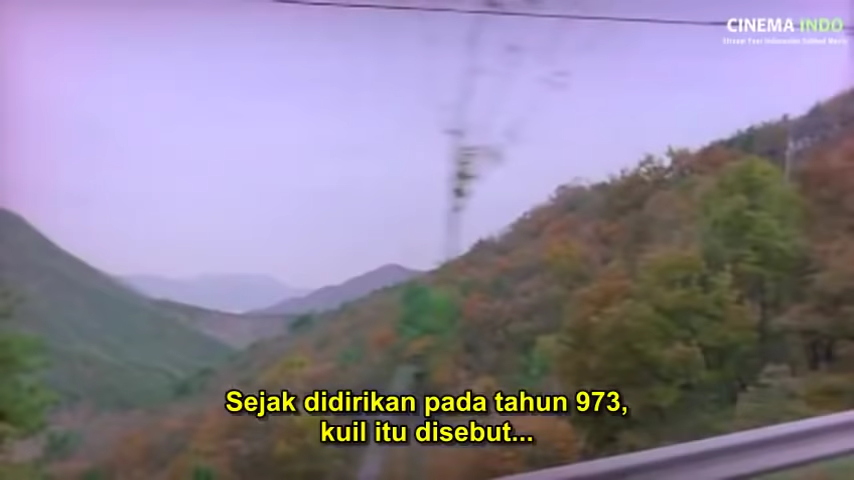 CINEMA INDO
Sejak didirikan pada tahun 973,
kuil itu disebut...